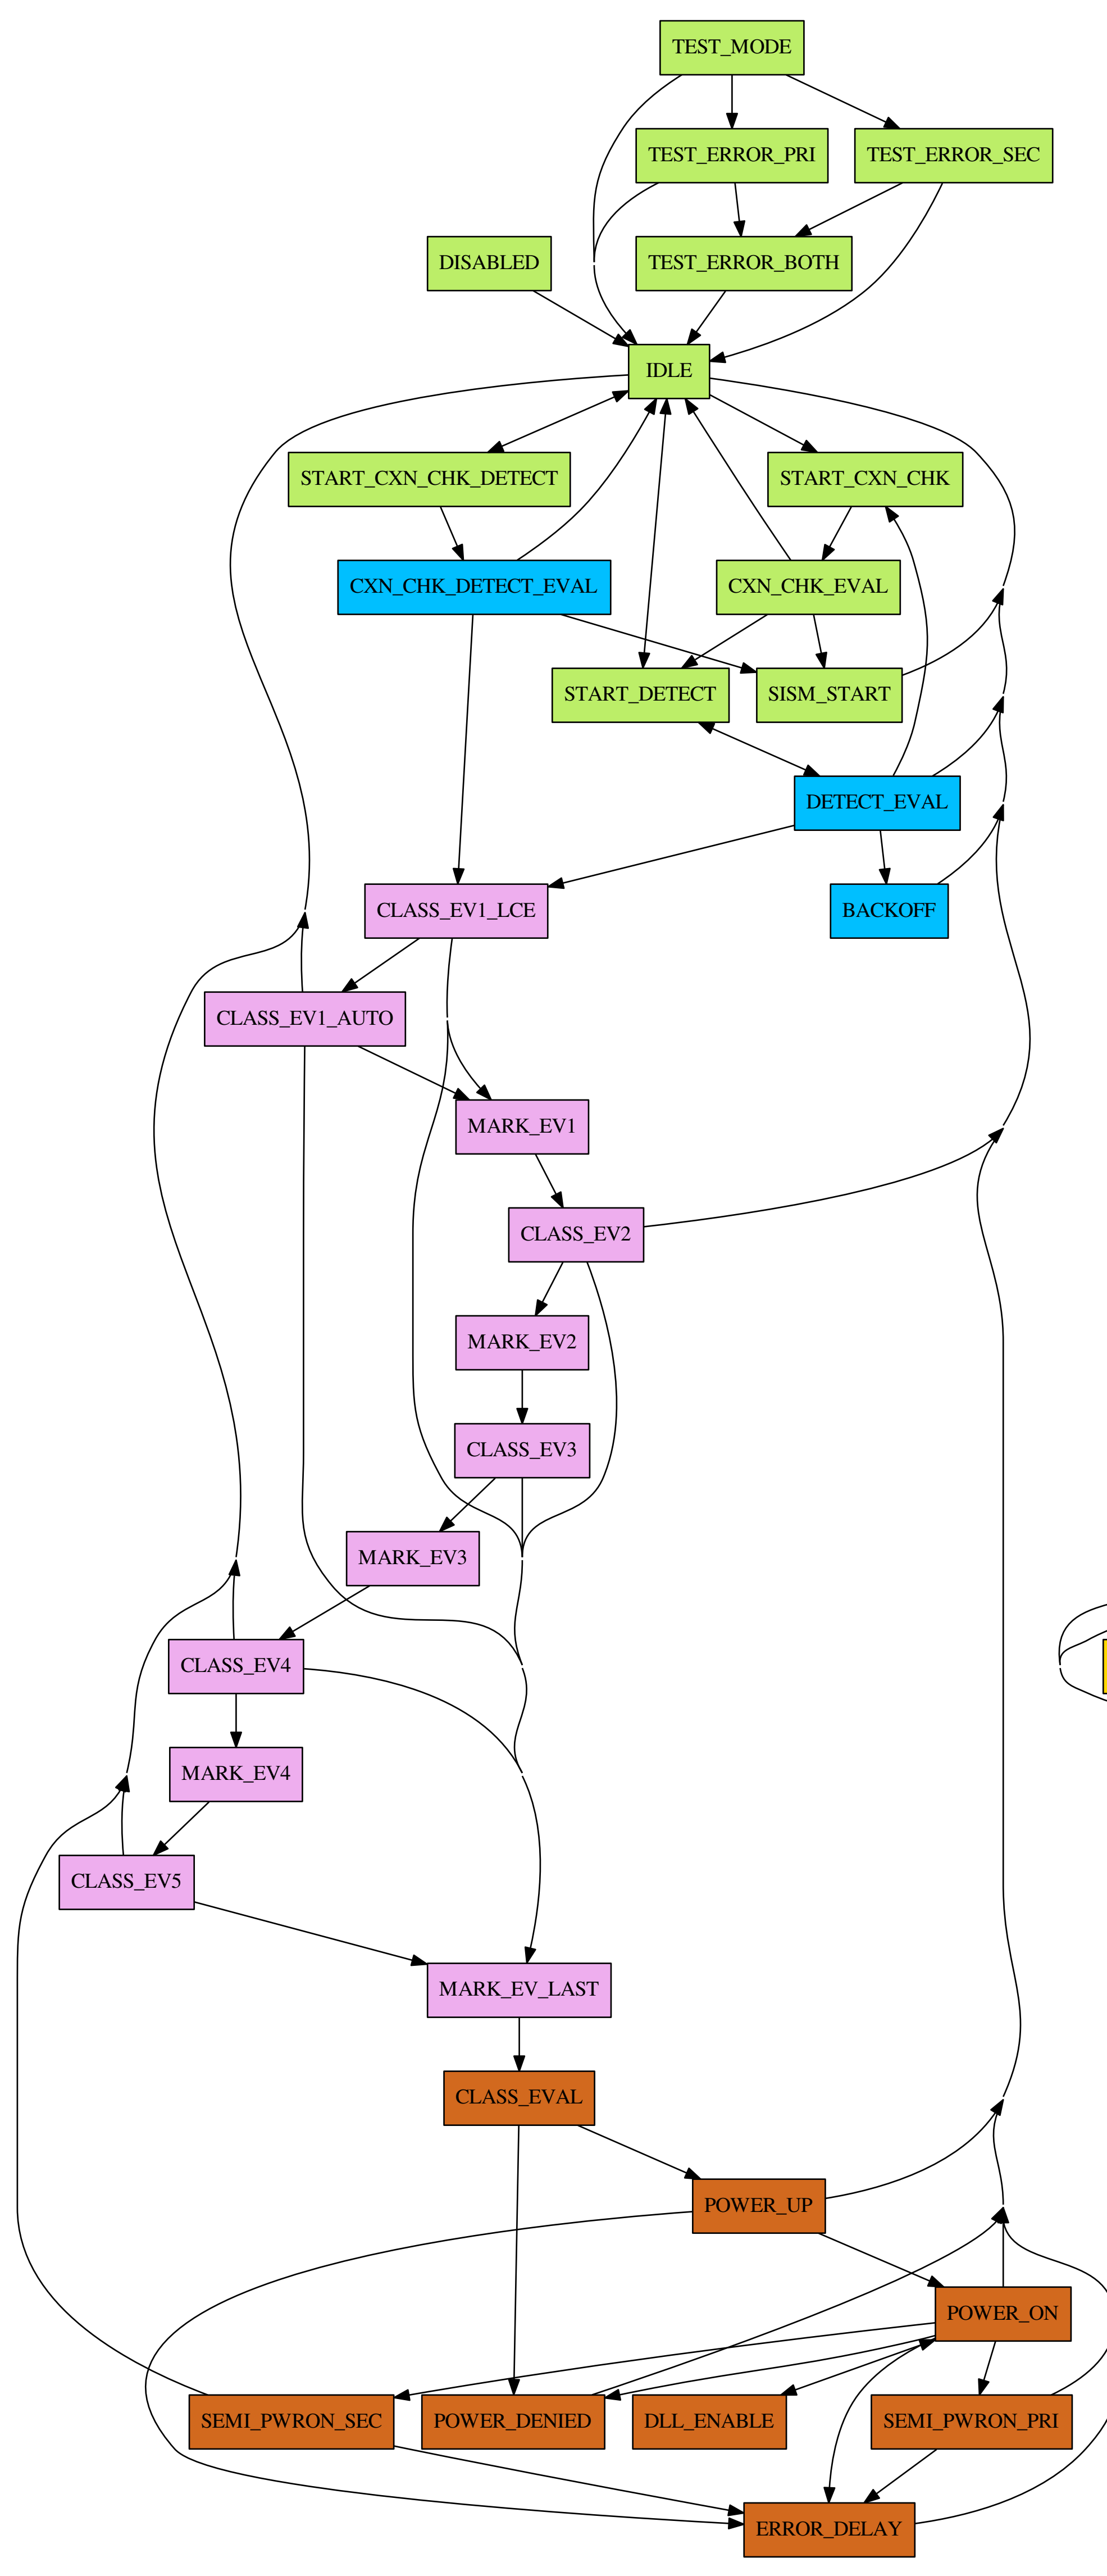 TEST_MODE
TEST_ERROR_PRI
TEST_ERROR_SEC
DISABLED
TEST_ERROR_BOTH
IDLE
START_CXN_CHK_DETECT
START_CXN_CHK
CXN_CHK_DETECT_EVAL
CXN_CHK_EVAL
START_DETECT
SISM_START
DETECT_EVAL
CLASS_EV1_LCE
BACKOFF
CLASS_EV1_AUTO
MARK_EV1
CLASS_EV2
MARK_EV2
CLASS_EV3
MARK_EV3
CLASS_EV4
MARK_EV4
CLASS_EV5
MARK_EV_LAST
CLASS_EVAL
POWER_UP
POWER_ON
SEMI_PWRON_SEC
POWER_DENIED
DLL_ENABLE
SEMI_PWRON_PRI
ERROR_DELAY